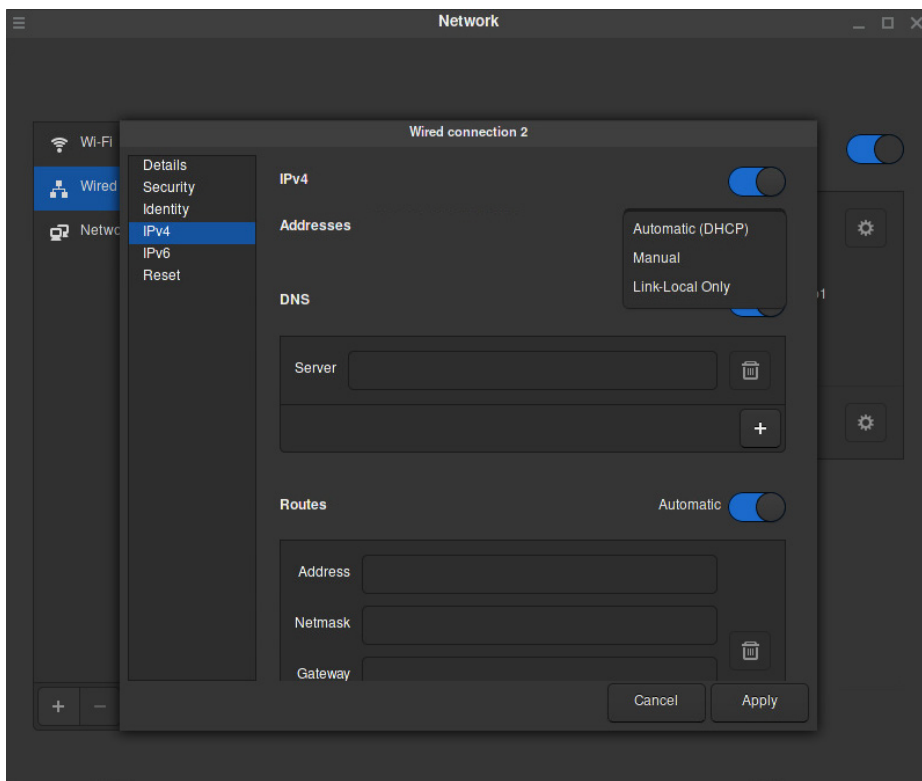 Network
Wired connection 2
Wi-Fi
Wired
Netwo
Details
Security
Identity
IPv4
IPv6
Reset
IPv4
Addresses
Automatic (DHCP)
Manual
Link-Local Only
DNS
Server
+
Routes Automatic
Address
Netmask
Gateway
Cancel Apply